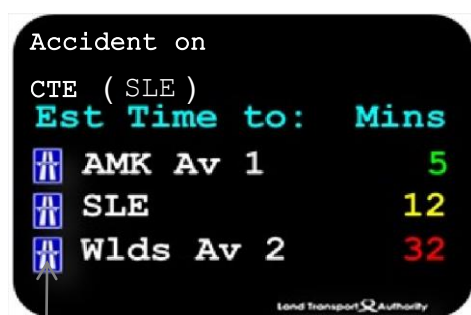 Accident on
CTE (SLE)
Est Time to: Mins
AMK Av 1 5
SLE 12
Wlds Av 2 32
Land Transport Authority